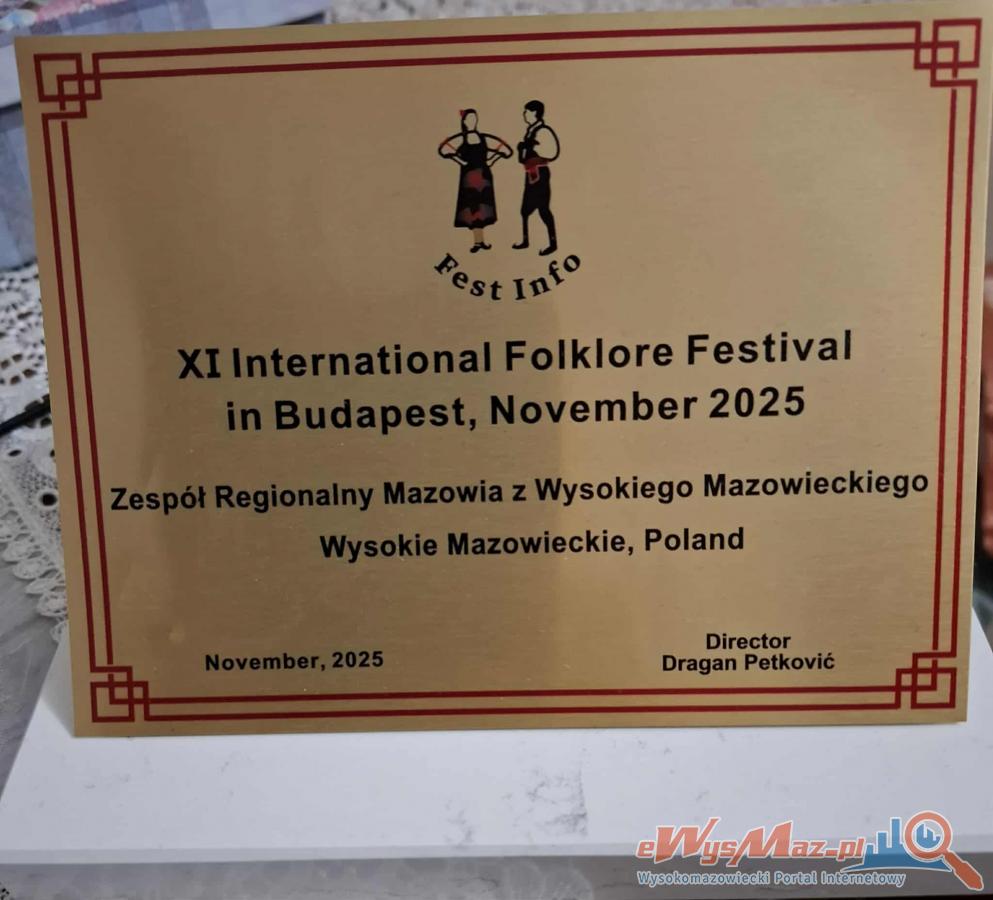 Fest Info
XI International Folklore Festival
in Budapest, November 2025
Zespół Regionalny Mazowia z Wysokiego Mazowieckiego
Wysokie Mazowieckie, Poland
November, 2025
Director
Dragan Petković
eWysMaz.pl
Wysokomazowiecki Portal Internetowy